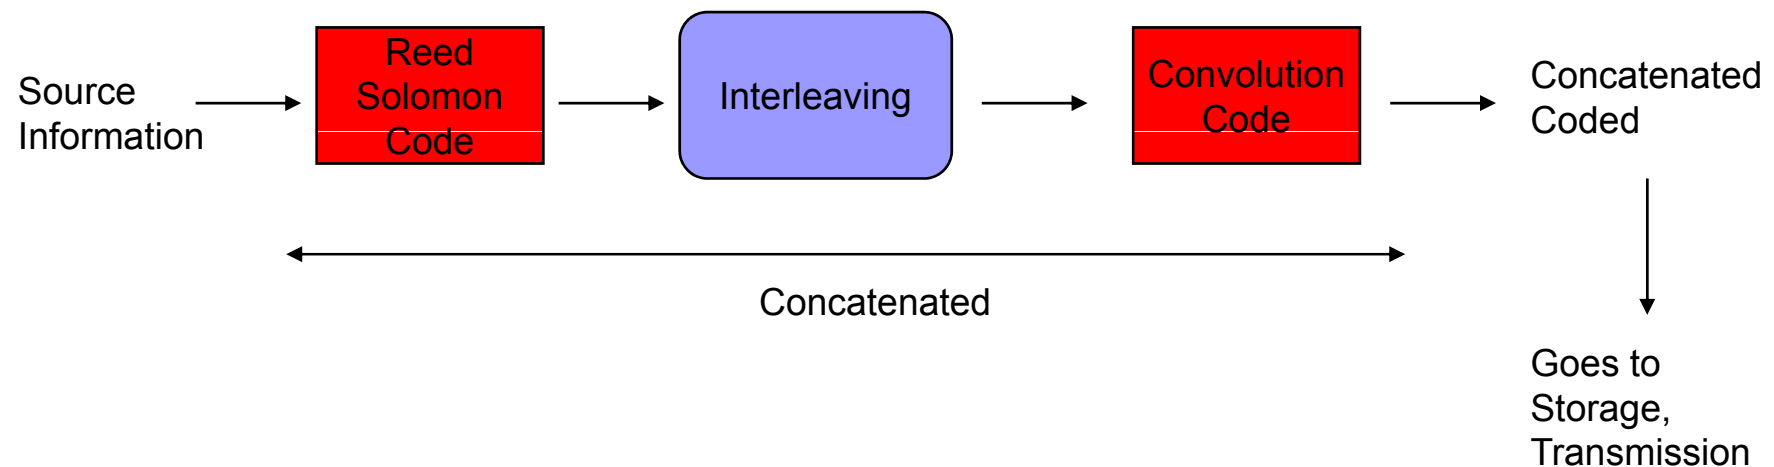 Source
Information
Reed
Solomon
Code
Interleaving
Convolution
Code
Concatenated
Coded
Concatenated
Goes to
Storage,
Transmission